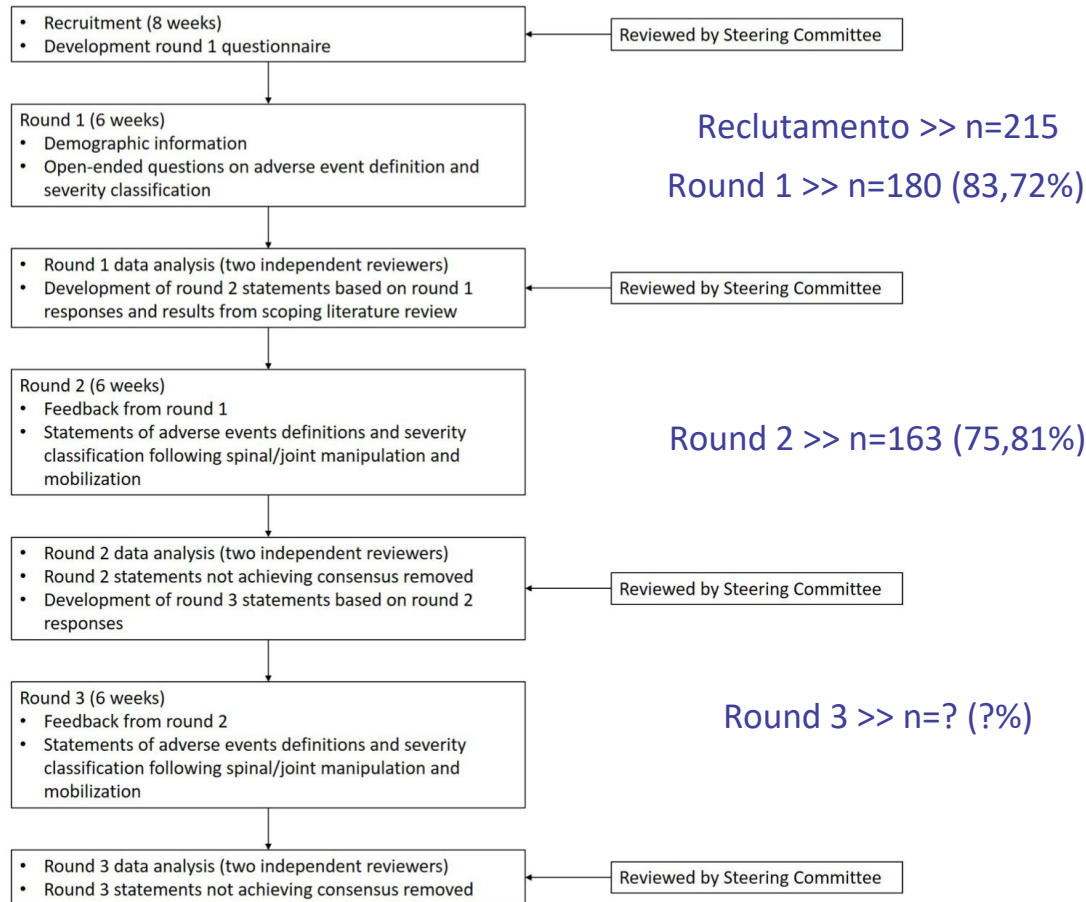 • Recruitment (8 weeks)
• Development round 1 questionnaire
Reviewed by Steering Committee
Round 1 (6 weeks)
• Demographic information
• Open-ended questions on adverse event definition and
severity classification
Reclutamento >> n=215
Round 1 >> n=180 (83,72%)
• Round 1 data analysis (two independent reviewers)
• Development of round 2 statements based on round 1
responses and results from scoping literature review
Reviewed by Steering Committee
Round 2 (6 weeks)
• Feedback from round 1
• Statements of adverse events definitions and severity
classification following spinal/joint manipulation and
mobilization
Round 2 >> n=163 (75,81%)
• Round 2 data analysis (two independent reviewers)
• Round 2 statements not achieving consensus removed
• Development of round 3 statements based on round 2
responses
Reviewed by Steering Committee
Round 3 (6 weeks)
• Feedback from round 2
• Statements of adverse events definitions and severity
classification following spinal/joint manipulation and
mobilization
Round 3 >> n=? (?%)
• Round 3 data analysis (two independent reviewers)
• Round 3 statements not achieving consensus removed
Reviewed by Steering Committee